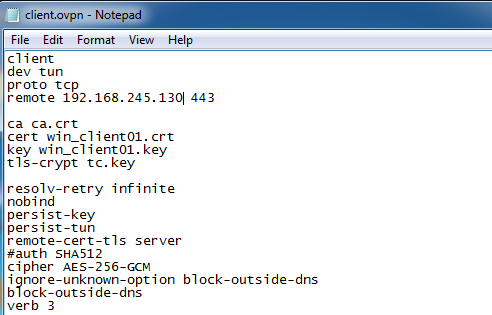 client.ovpn - Notepad
File Edit Format View Help
client
dev tun
proto tcp
remote 192.168.245.130 443
ca ca.crt
cert win_client01.crt
key win_client01.key
tls-crypt tc.key
resolv-retry infinite
nobind
persist-key
persist-tun
remote-cert-tls server
#auth SHA512
cipher AES-256-GCM
ignore-unknown-option block-outside-dns
block-outside-dns
verb 3